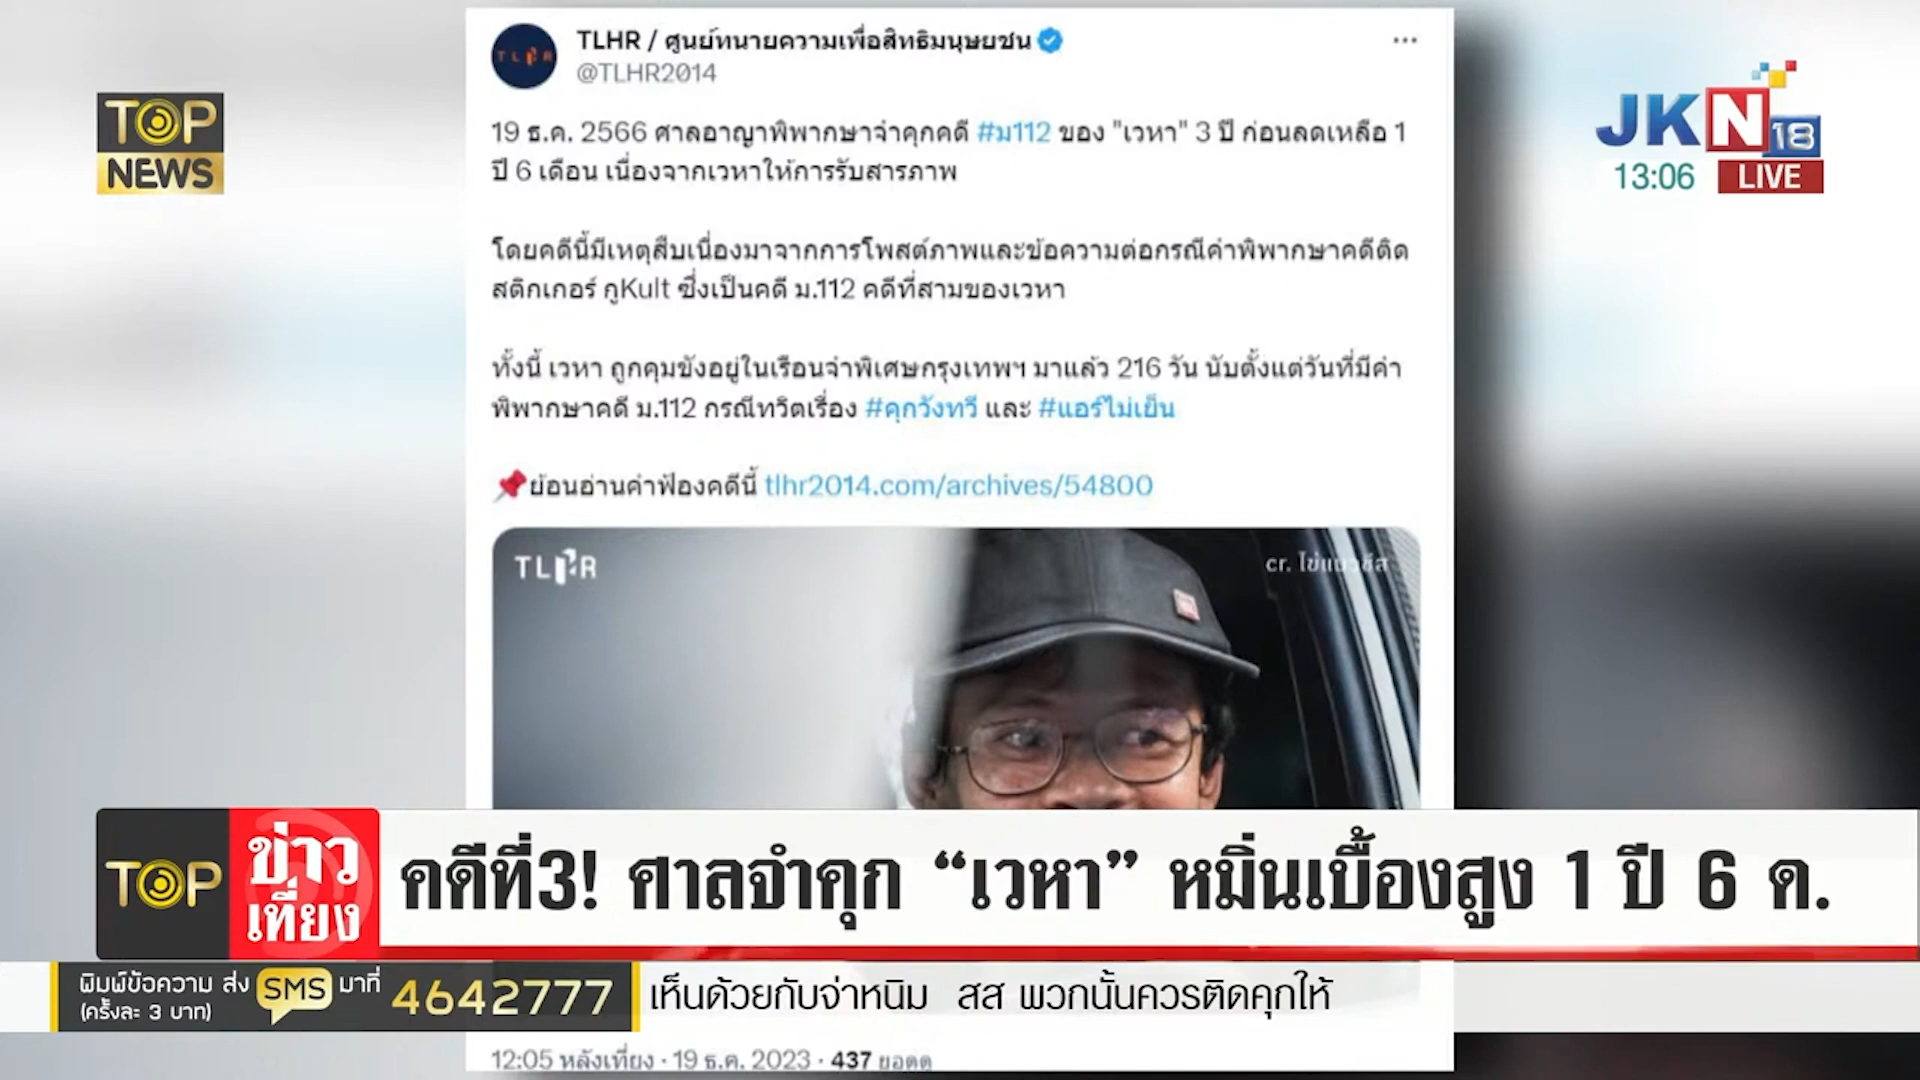 TLHR / ศูนย์ทนายความเพื่อสิทธิมนุษยชน
@TLHR2014
TOP
NEWS
JKN 18
13:06 LIVE
19 ธ.ค. 2566 ศาลอาญาพิพากษาจำคุกคดี #ม112 ของ "เวหา" 3 ปี ก่อนลดเหลือ 1
ปี 6 เดือน เนื่องจากเวหาให้การรับสารภาพ
โดยคดีนี้มีเหตุสืบเนื่องมาจากการโพสต์ภาพและข้อความต่อกรณีคำพิพากษาคดีติด
สติกเกอร์ กูKult ซึ่งเป็นคดี ม.112 คดีที่สามของเวหา
ทั้งนี้ เวหา ถูกคุมขังอยู่ในเรือนจำพิเศษกรุงเทพฯ มาแล้ว 216 วัน นับตั้งแต่วันที่มีคำ
พิพากษาคดี ม.112 กรณีทวิตเรื่อง #คุกวังทวี และ #แอร์ไม่เย็น
ย้อนอ่านคำฟ้องคดีนี้ tlhr2014.com/archives/54800
TLHR
cr. ไข่แมวชีส
TOP
ข่าว
เที่ยง
คดีที่3! ศาลจำคุก “เวหา” หมิ่นเบื้องสูง 1 ปี 6 ด.
พิมพ์ข้อความ ส่ง SMS มาที่ 4642777
(ครั้งละ 3 บาท)
เห็นด้วยกับจ่าหนิม สส พวกนั้นควรติดคุกให้
12:05 หลังเที่ยง · 19 ธ.ค. 2023 · 437 ยอดดู